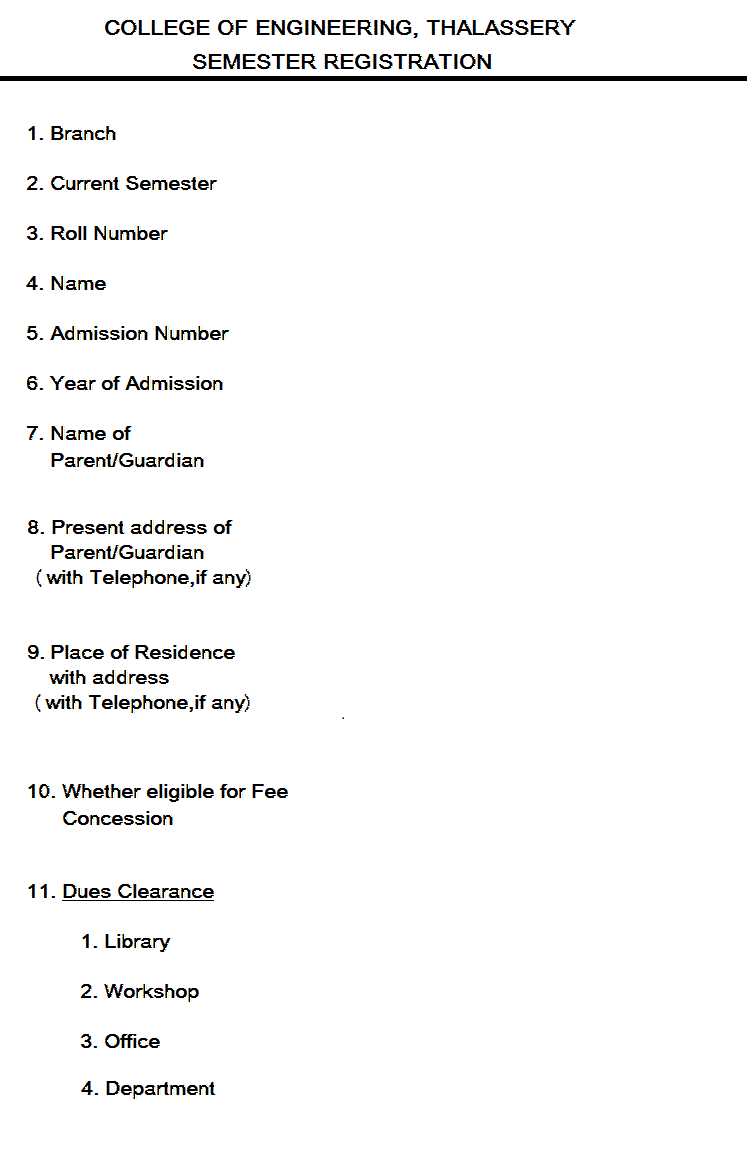 COLLEGE OF ENGINEERING, THALASSERY
SEMESTER REGISTRATION
1. Branch
2. Current Semester
3. Roll Number
4. Name
5. Admission Number
6. Year of Admission
7. Name of
Parent/Guardian
8. Present address of
Parent/Guardian
(with Telephone,if any)
9. Place of Residence
with address
(with Telephone,if any)
10. Whether eligible for Fee
Concession
11. Dues Clearance
1. Library
2. Workshop
3. Office
4. Department